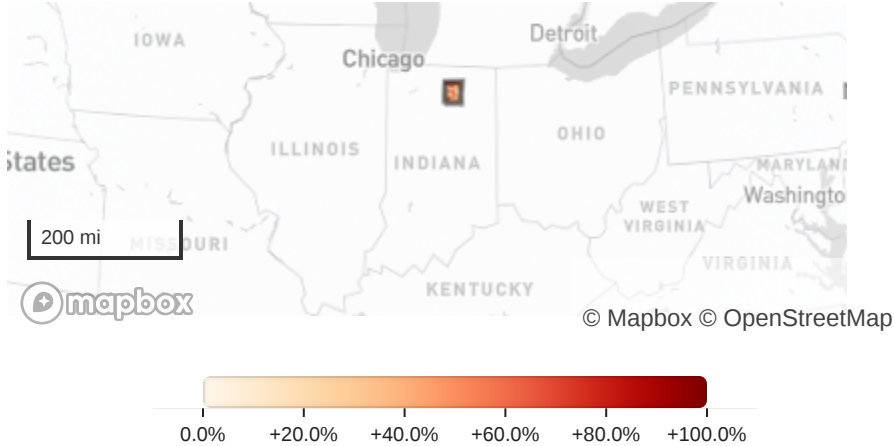 IOWA
Detroit
Chicago
PENNSYLVANIA
OHIO
ILLINOIS
INDIANA
States
MARYLAND
Washingto
WEST
VIRGINIA
200 mi
MISSOURI
VIRGINIA
KENTUCKY
mapbox
© Mapbox © OpenStreetMap
0.0% +20.0% +40.0% +60.0% +80.0% +100.0%